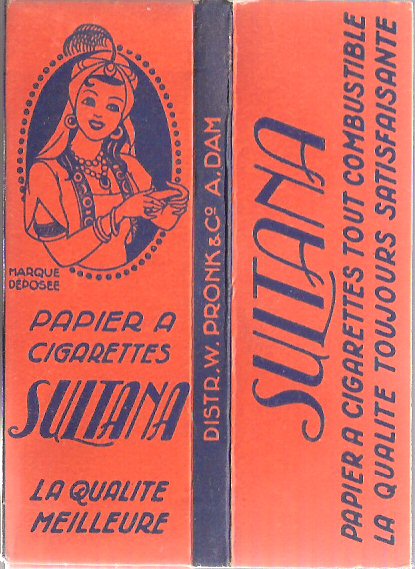 MARQUE
DEPOSEE
PAPIER A
CIGARETTES
SULTANA
LA QUALITE
MEILLEURE
DISTR. W. PRONK & Co. A. DAM
SULTANA
PAPIER A CIGARETTES TOUT COMBUSTIBLE
LA QUALITE TOUJOURS SATISFAISANTE